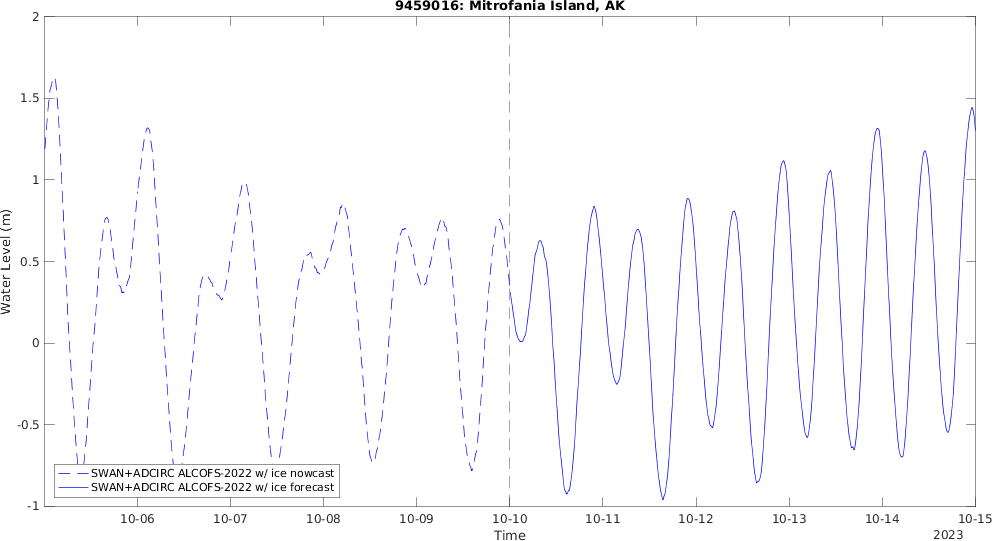 9459016: Mitrofania Island, AK
2
1.5
1
0.5
0
-0.5
-1
Water Level (m)
SWAN+ADCIRC ALCOFS-2022 w/ ice nowcast
SWAN+ADCIRC ALCOFS-2022 w/ ice forecast
10-06 10-07 10-08 10-09 10-10 10-11 10-12 10-13 10-14 10-15
Time
2023